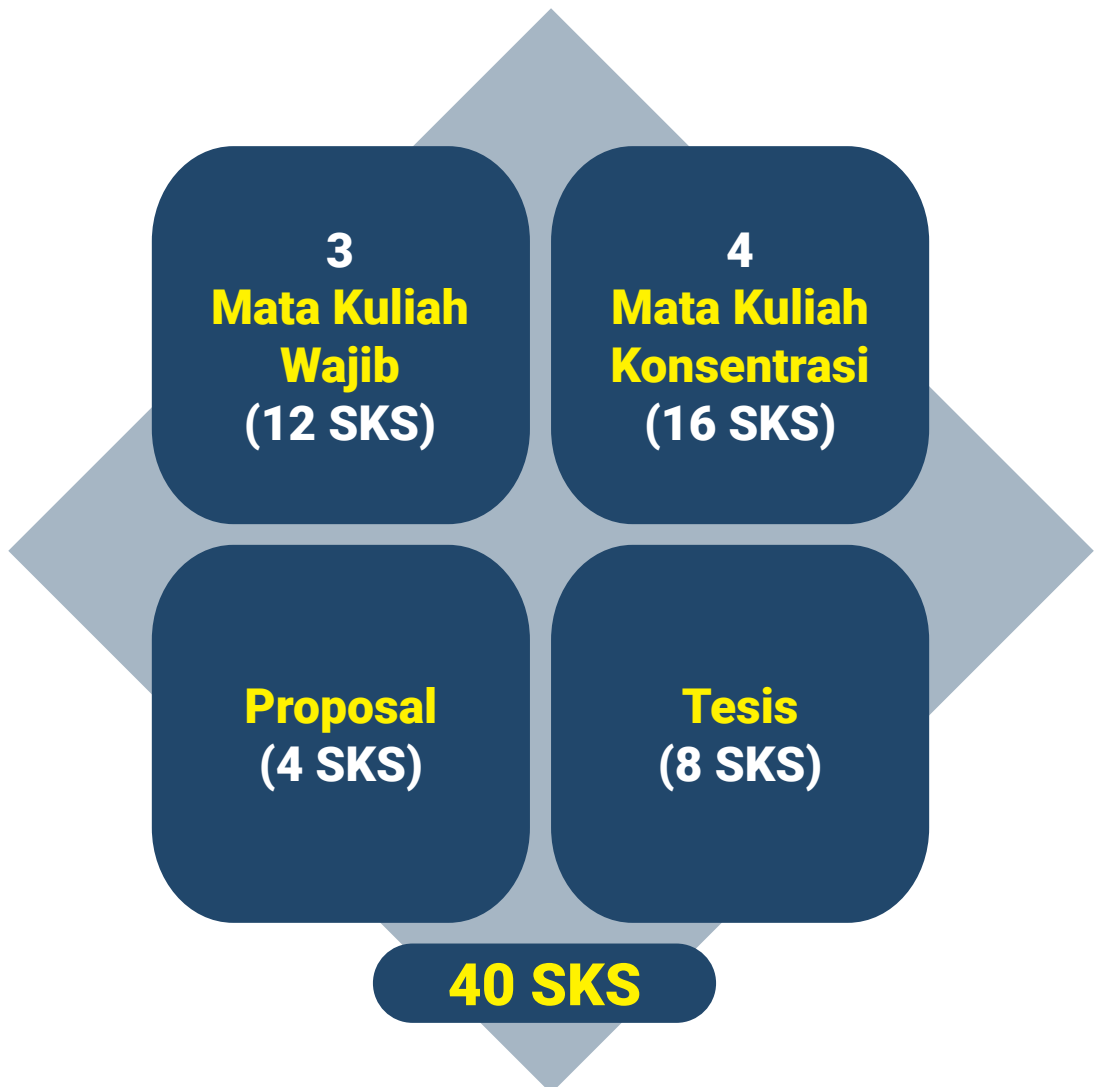 3
Mata Kuliah
Wajib
(12 SKS)
4
Mata Kuliah
Konsentrasi
(16 SKS)
Proposal
(4 SKS)
Tesis
(8 SKS)
40 SKS